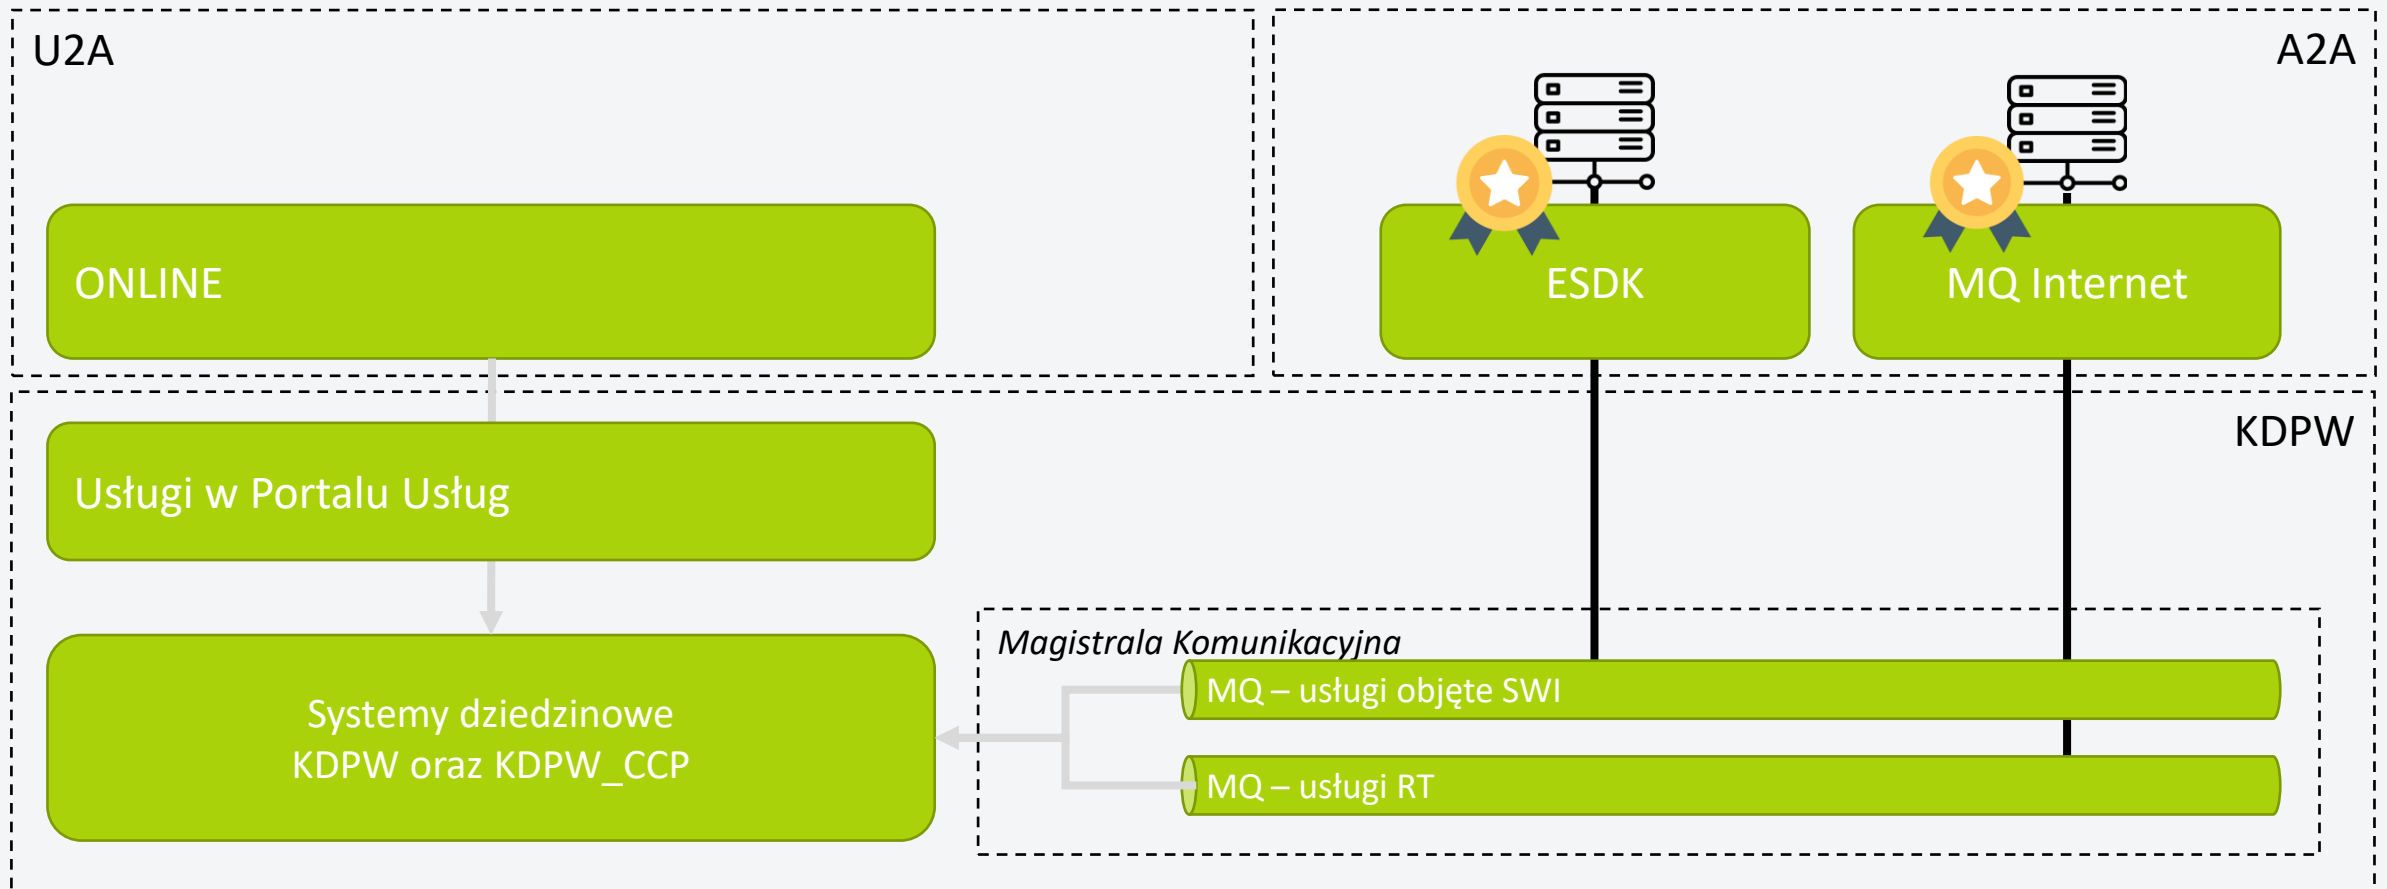 U2A
A2A
ONLINE
ESDK
MQ Internet
KDPW
Usługi w Portalu Usług
Magistrala Komunikacyjna
MQ – usługi objęte SWI
Systemy dziedzinowe
KDPW oraz KDPW_CCP
MQ – usługi RT